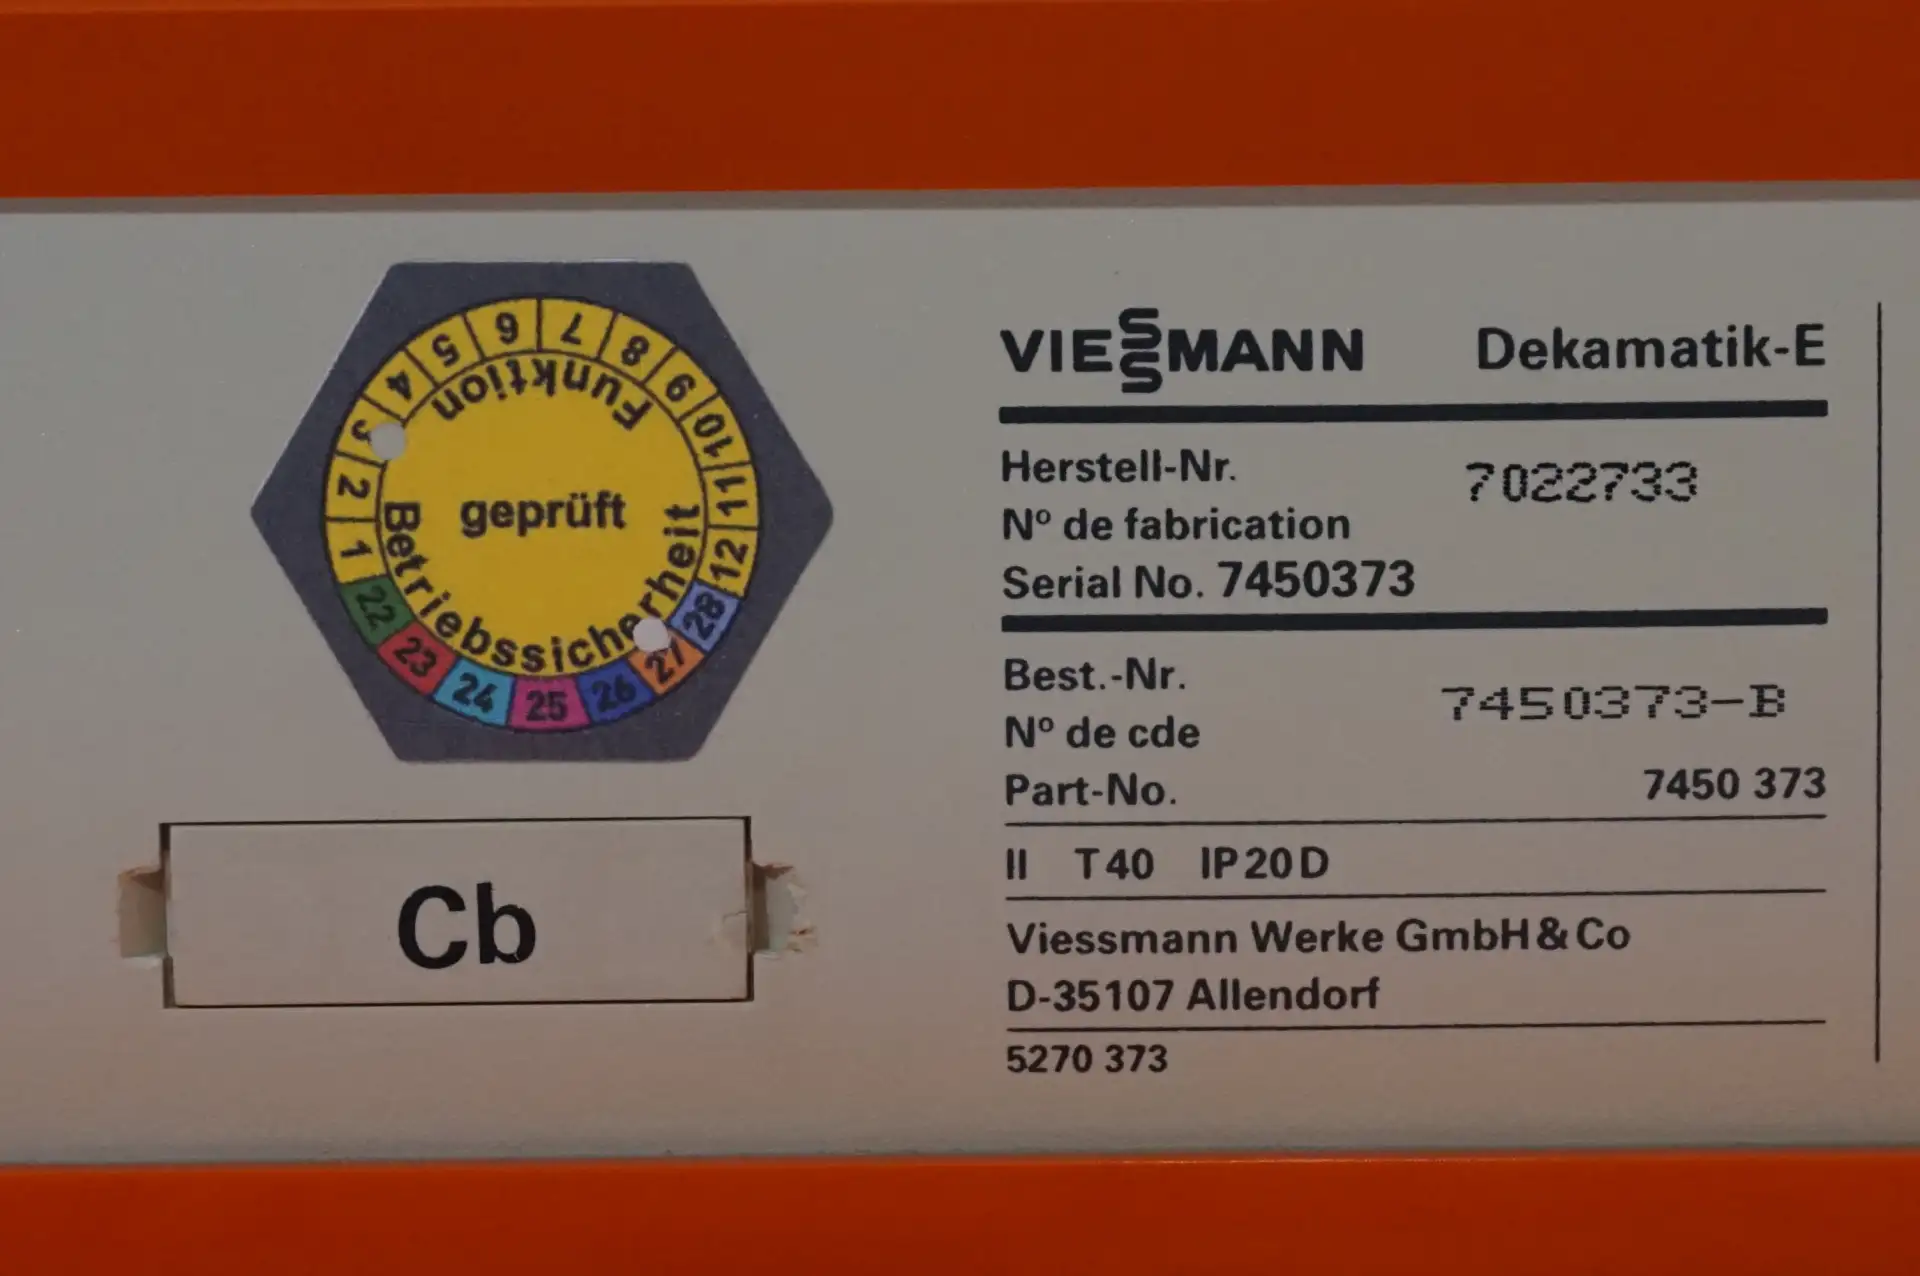 Funktion
geprüft
Betriebssicherheit
1 2 3 4 5 6 7 8 9 10 11 12
22 23 24 25 26 27 28
Cb
VIESSMANN Dekamatik-E
Herstell-Nr. 7022733
Nº de fabrication
Serial No. 7450373
Best.-Nr. 7450373-B
Nº de cde
Part-No. 7450 373
II T40 IP20D
Viessmann Werke GmbH&Co
D-35107 Allendorf
5270 373